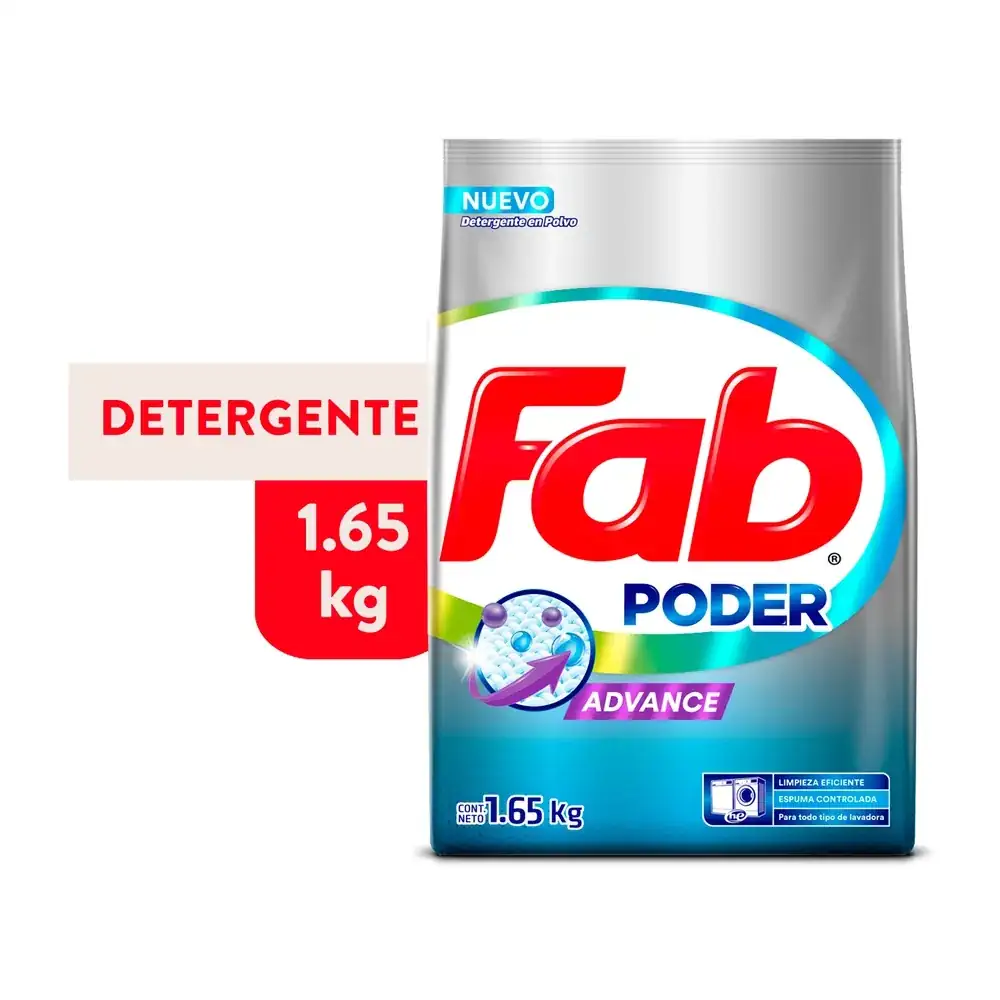 NUEVO
Detergente en Polvo
DETERGENTE
1.65
kg
Fab®
PODER
ADVANCE
CONT.
NETO 1.65 kg
LIMPIEZA EFICIENTE
ESPUMA CONTROLADA
he
Para todo tipo de lavadora